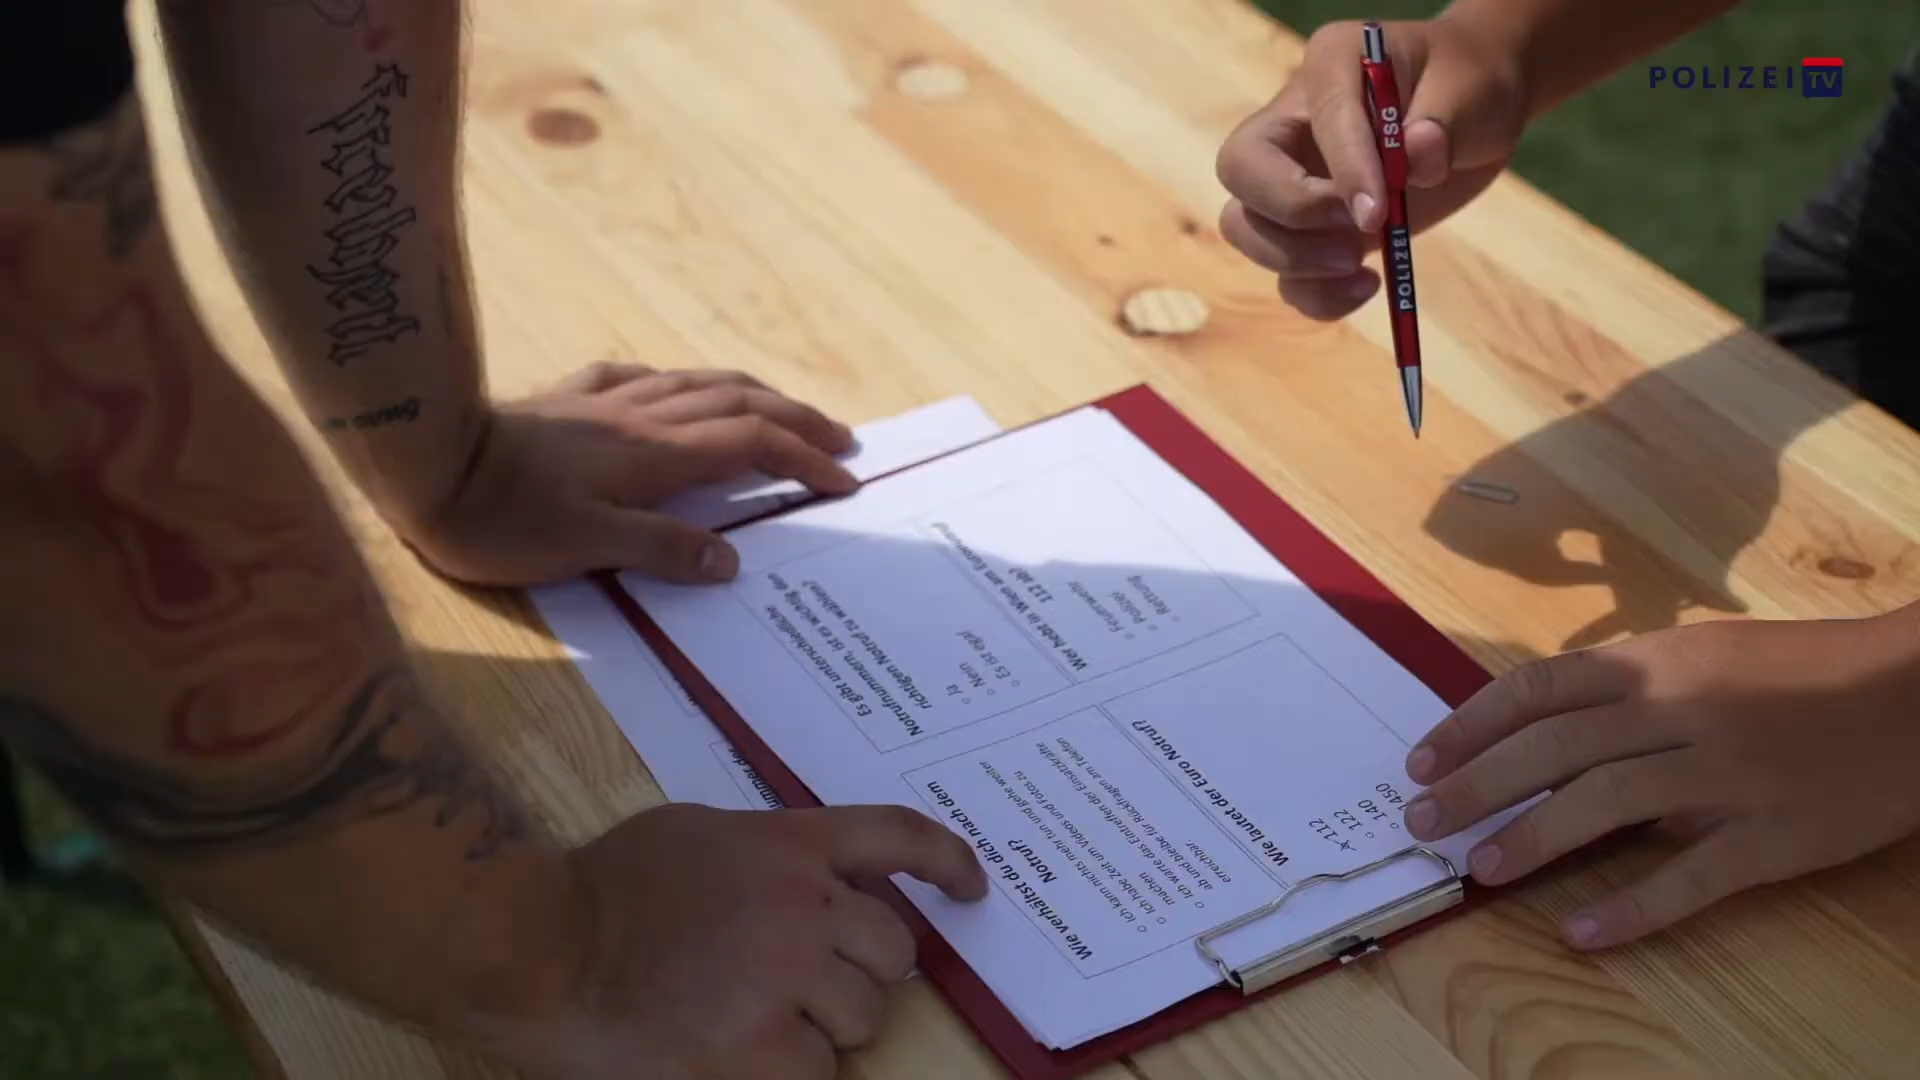 POLIZEI TV
FSG
POLIZEI
Freiheit
Es gibt unterschiedliche
Notrufnummern, ist es wichtig den
richtigen Notruf zu wählen?
○ Ja
○ Nein
○ Es ist egal
Wer hebt in Wien am Euronotruf
112 ab?
○ Feuerwehr
○ Polizei
○ Rettung
Wie verhältst du dich nach dem
Notruf?
○ Ich kann nichts mehr tun und gehe weiter
○ Ich habe Zeit um Videos und Fotos zu
machen
○ Ich warte das Eintreffen der Einsatzkräfte
ab und bleibe für Rückfragen am Telefon
erreichbar
Wie lautet der Euro Notruf?
112
○ 122
○ 140
○ 1450